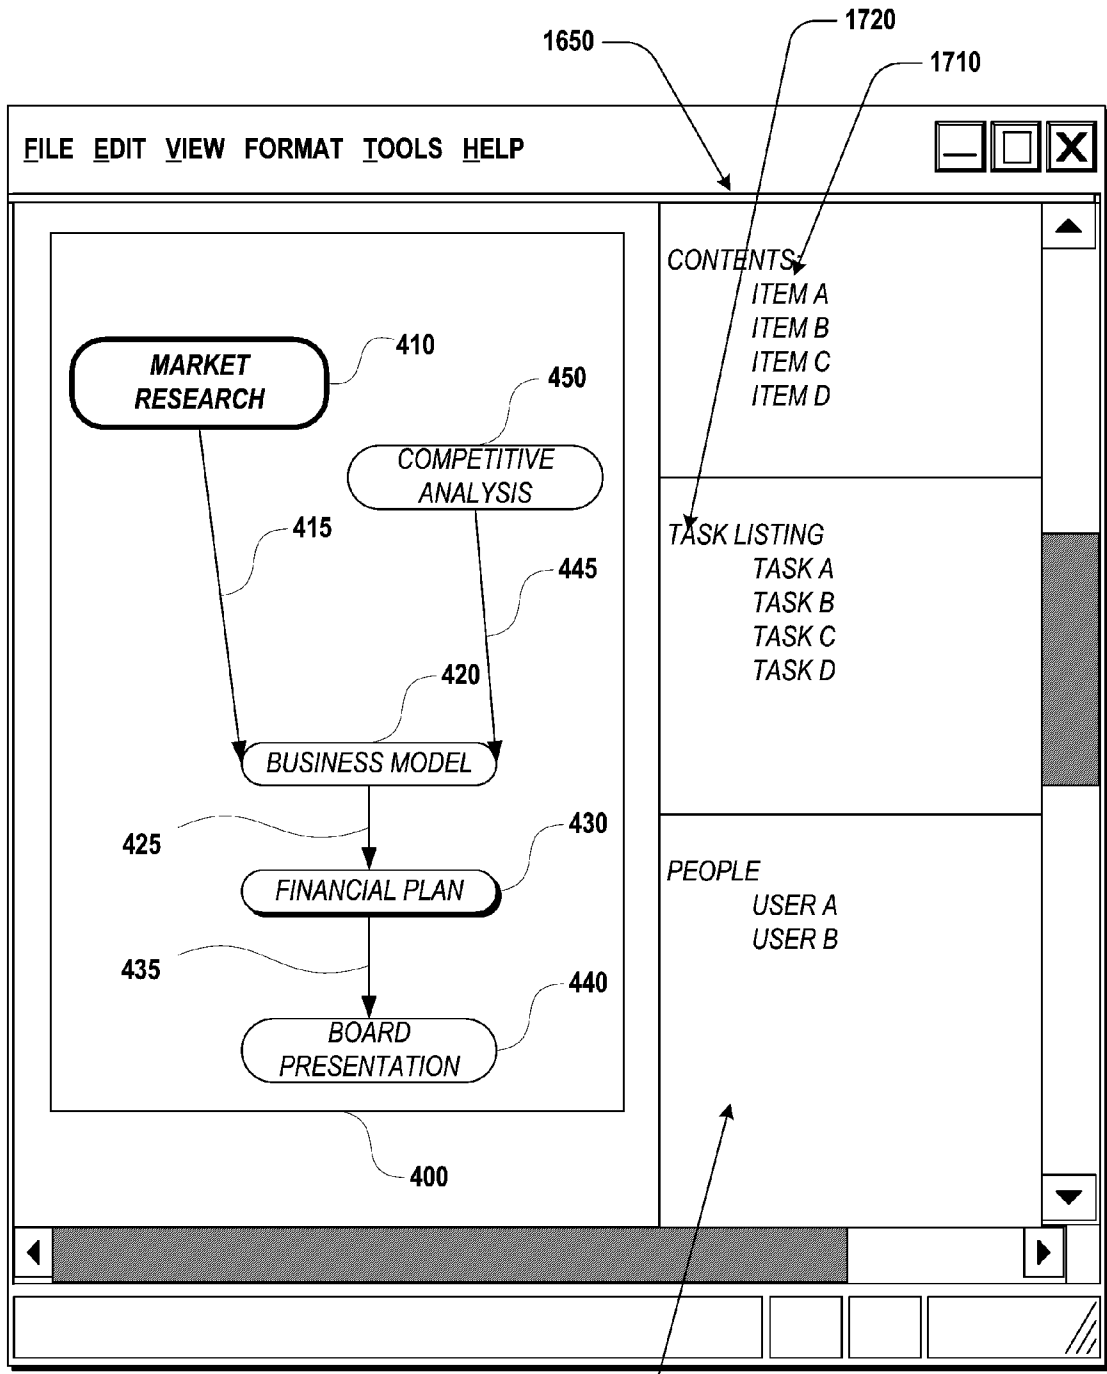 1720
1650
1710
FILE EDIT VIEW FORMAT TOOLS HELP
X
CONTENTS:
ITEM A
ITEM B
ITEM C
ITEM D
410
MARKET
RESEARCH
450
COMPETITIVE
ANALYSIS
415
445
TASK LISTING
TASK A
TASK B
TASK C
TASK D
420
BUSINESS MODEL
425
430
FINANCIAL PLAN
PEOPLE
USER A
USER B
435
440
BOARD
PRESENTATION
400